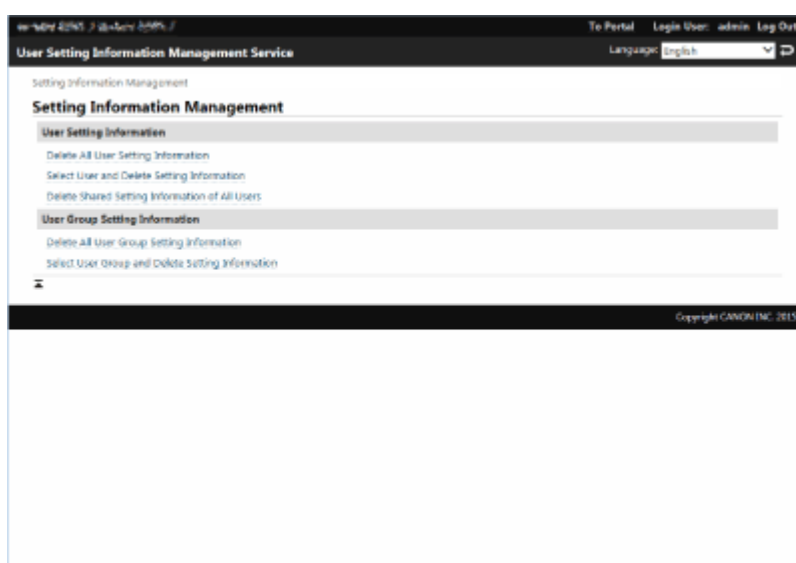 To Portal Login User: admin Log Out
User Setting Information Management Service Language: English
Setting Information Management
Setting Information Management
User Setting Information
Delete All User Setting Information
Select User and Delete Setting Information
Delete Shared Setting Information of All Users
User Group Setting Information
Delete All User Group Setting Information
Select User Group and Delete Setting Information
Copyright CANON INC. 2015